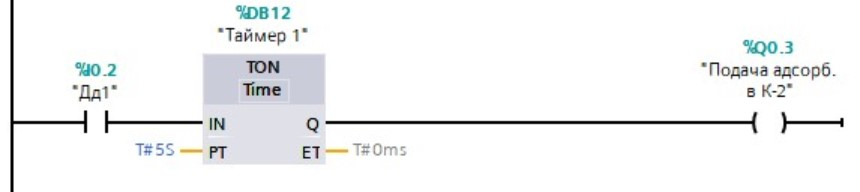 %DB12
"Таймер 1"
%Q0.3
%I0.2
TON
"Подача адсорб.
"Дд1"
Time
в К-2"
IN
Q
T#5S
PT
ET
T#0ms